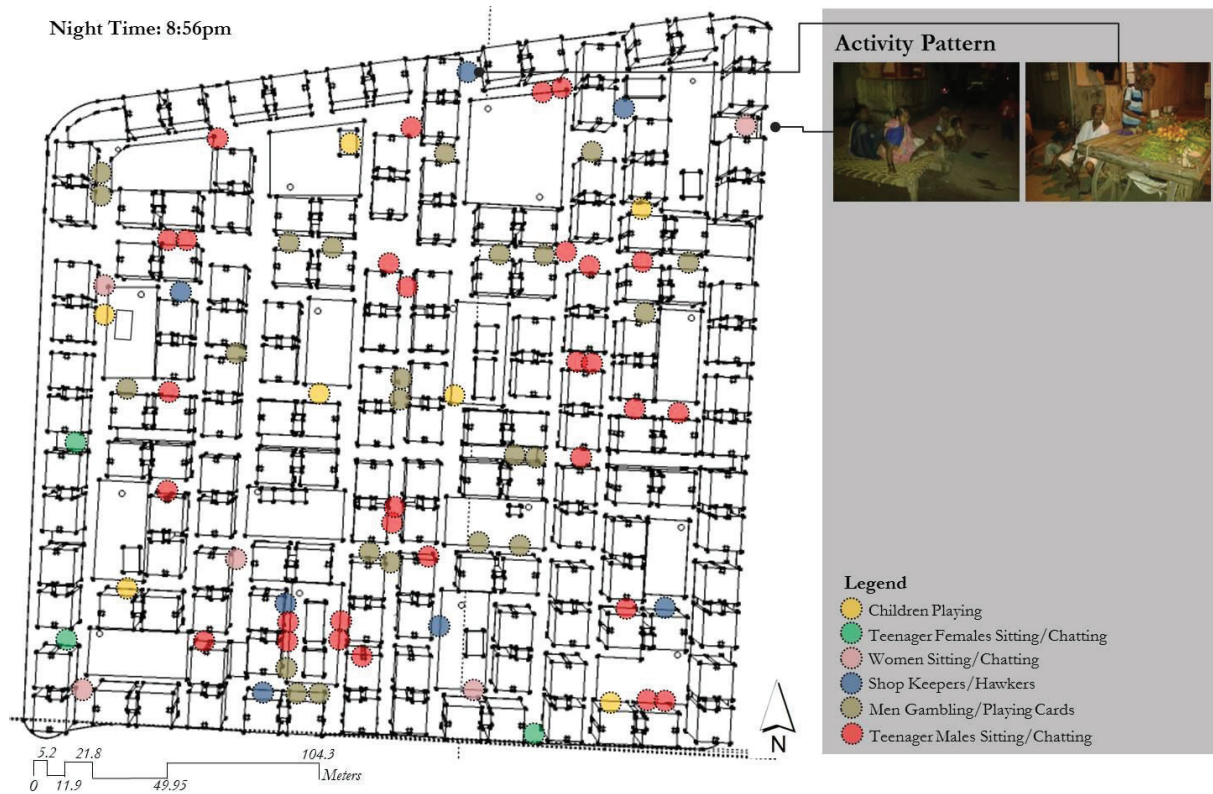 Night Time: 8:56pm
Activity Pattern
Legend
Children Playing
Teenager Females Sitting/Chatting
Women Sitting/Chatting
Shop Keepers/Hawkers
Men Gambling/Playing Cards
Teenager Males Sitting/Chatting
N
5.2 21.8 104.3
Meters
0 11.9 49.95